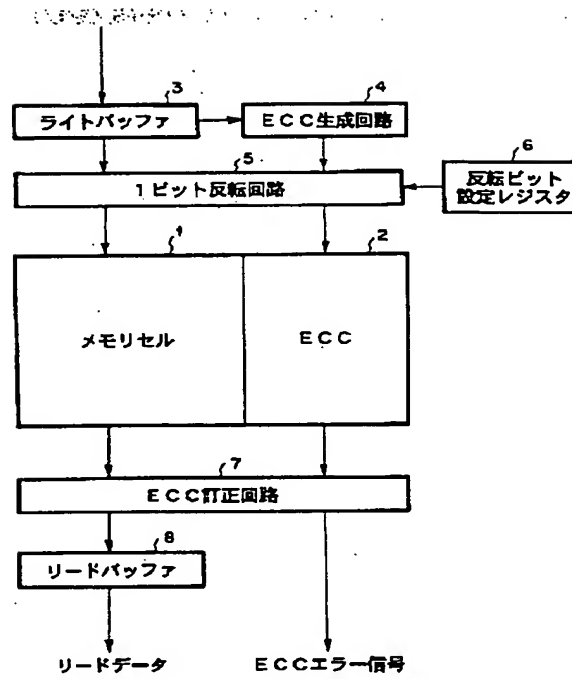 3
4
ライトバッファ
ECC生成回路
5
6
1ビット反転回路
反転ビット
設定レジスタ
1
2
メモリセル
ECC
7
ECC訂正回路
8
リードバッファ
リードデータ
ECCエラー信号